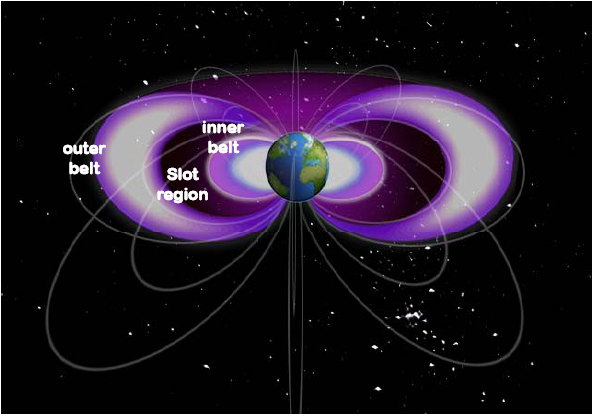 inner
belt
outer
belt
Slot
region